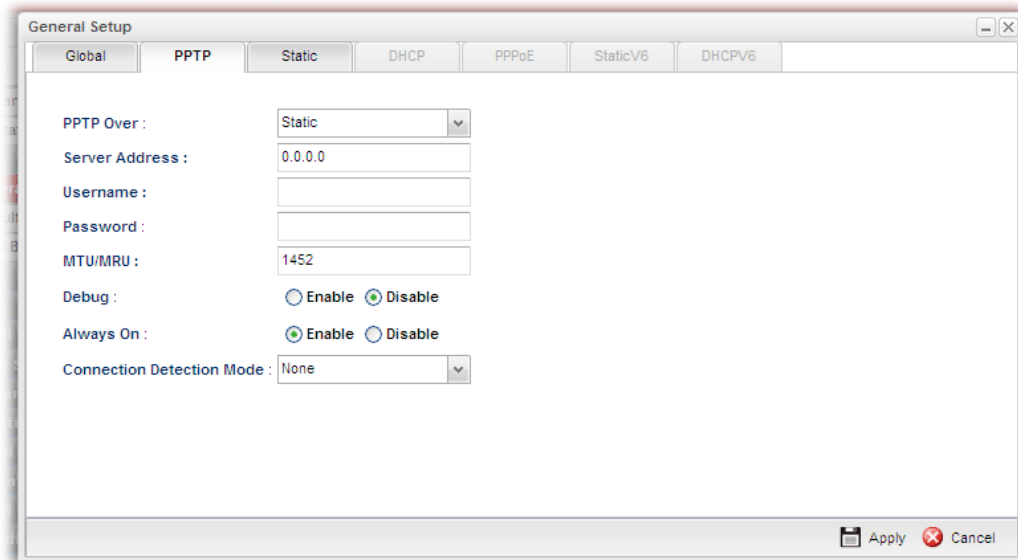 General Setup
Global PPTP Static DHCP PPPoE StaticV6 DHCPV6
PPTP Over : Static
Server Address : 0.0.0.0
Username :
Password :
MTU/MRU : 1452
Debug : Enable Disable
Always On : Enable Disable
Connection Detection Mode : None
Apply Cancel